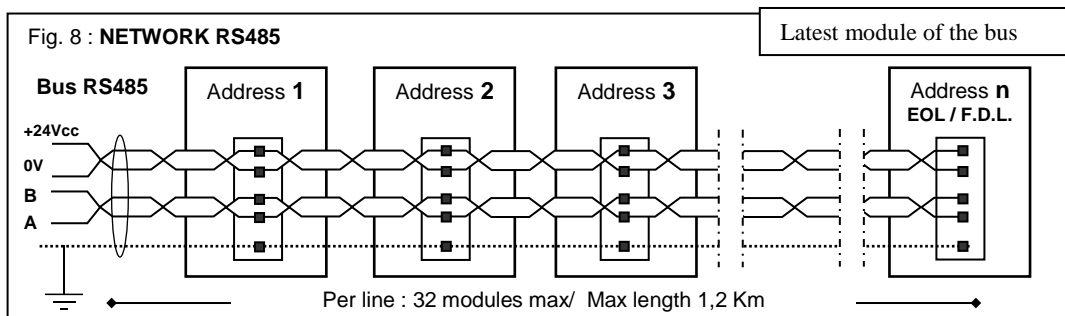 Latest module of the bus
Fig. 8 : NETWORK RS485
Bus RS485
Address 1
Address 2
Address 3
Address n
EOL / F.D.L.
+24Vcc
0V
B
A
Per line : 32 modules max/ Max length 1,2 Km